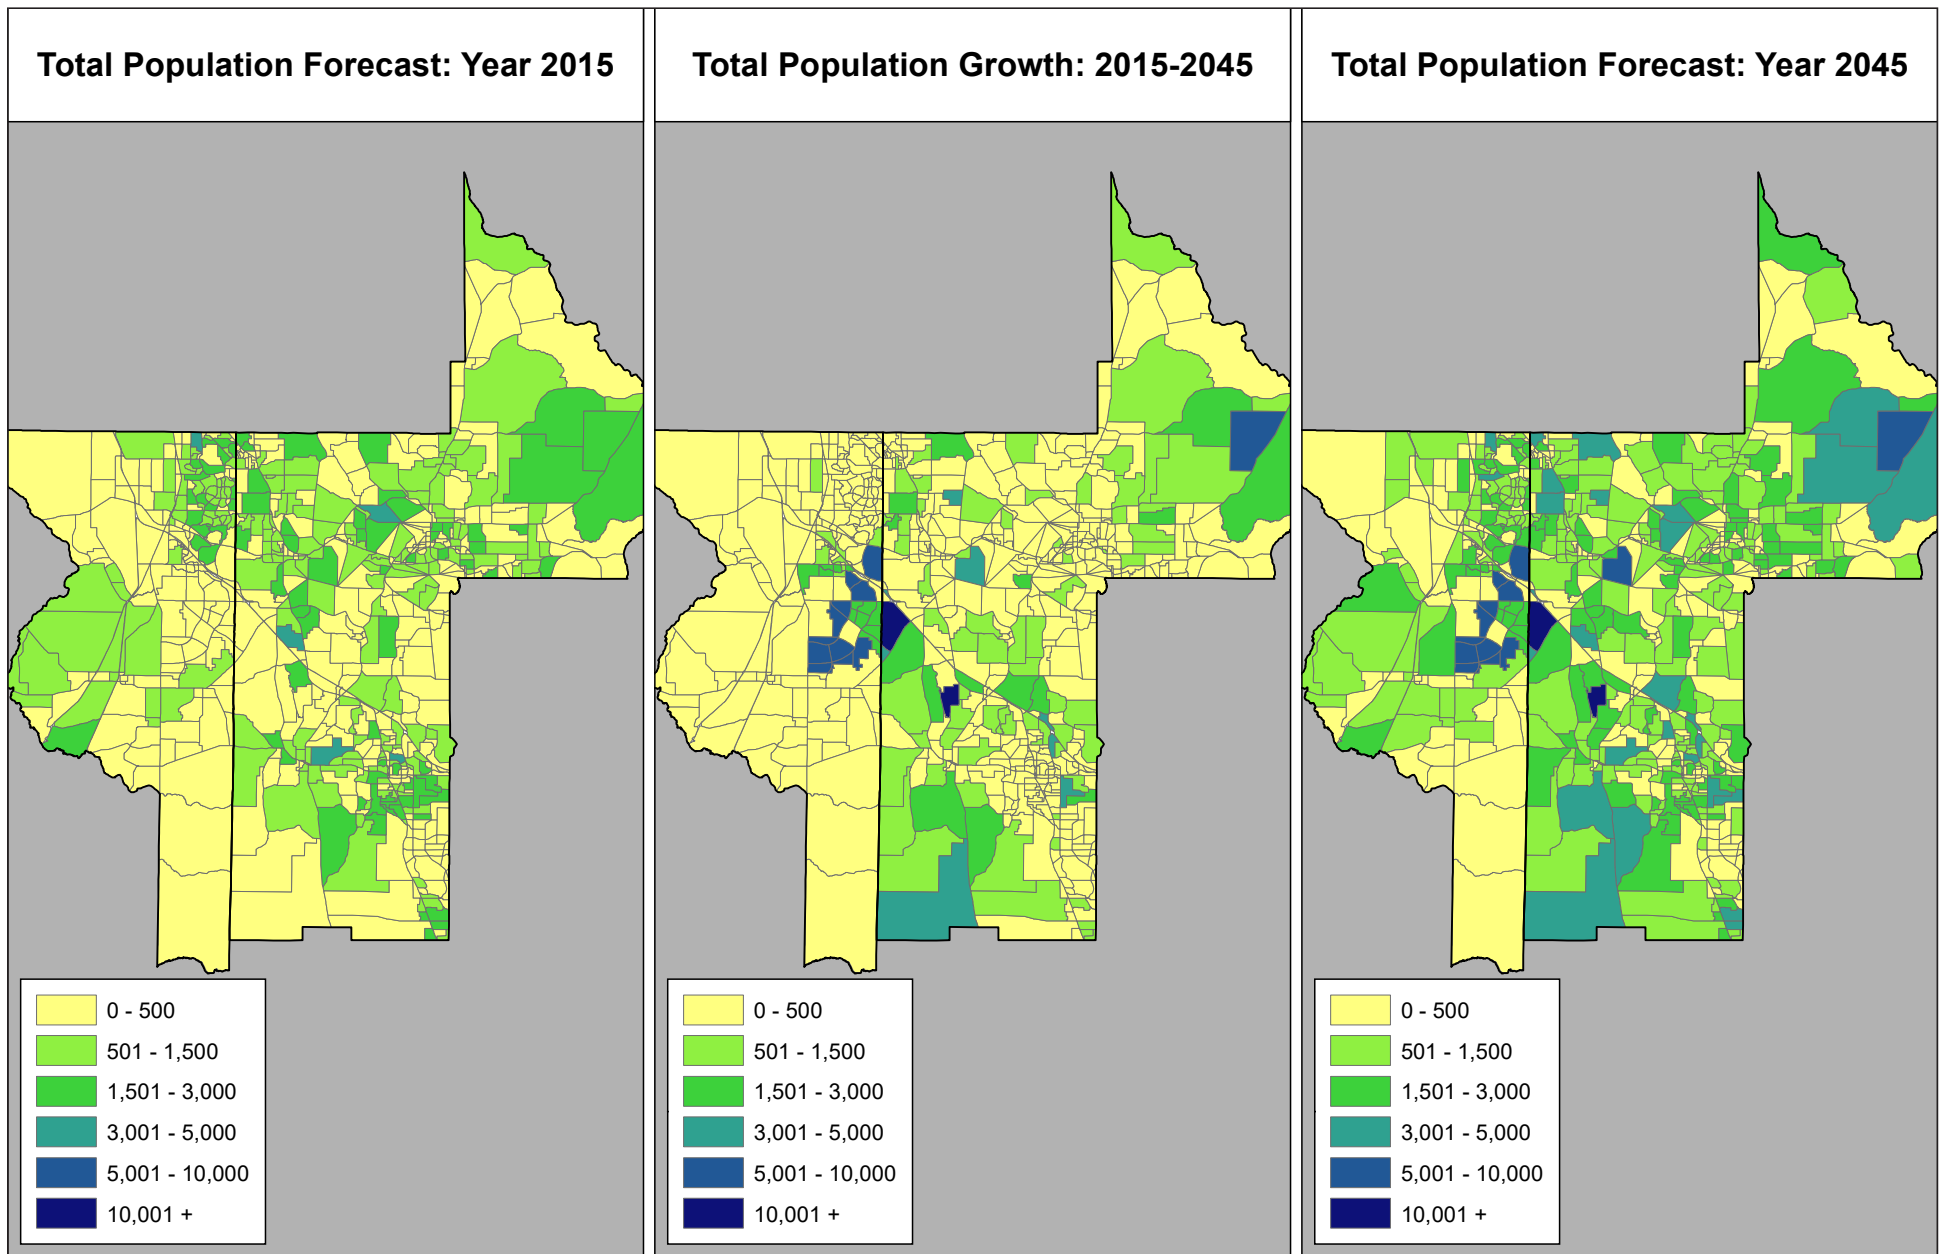 Total Population Forecast: Year 2015
0 - 500
501 - 1,500
1,501 - 3,000
3,001 - 5,000
5,001 - 10,000
10,001 +
Total Population Growth: 2015-2045
0 - 500
501 - 1,500
1,501 - 3,000
3,001 - 5,000
5,001 - 10,000
10,001 +
Total Population Forecast: Year 2045
0 - 500
501 - 1,500
1,501 - 3,000
3,001 - 5,000
5,001 - 10,000
10,001 +